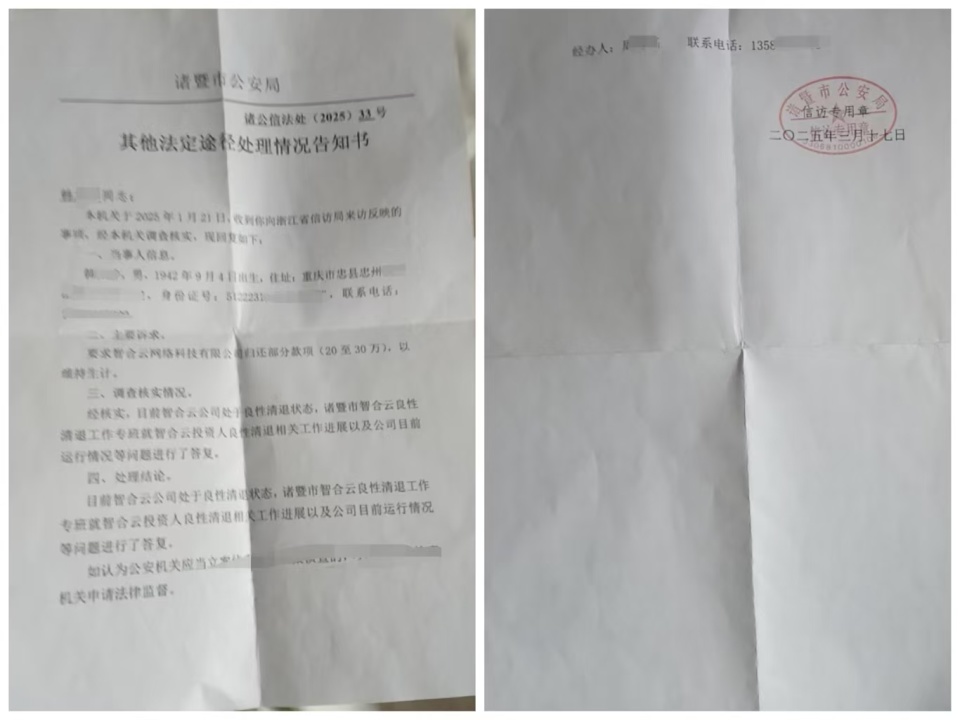 诸暨市公安局
诸公信法处（2025）33号
其他法定途径处理情况告知书
同志：
本机关于2025年1月21日，收到你向浙江省信访局来访反映的
事项，经本机关调查核实，现回复如下：
一、当事人信息。
男，1942年9月4日出生，住址：重庆市忠县忠州
身份证号：512223，联系电话：
二、主要诉求。
要求智合云网络科技有限公司归还部分款项（20至30万），以
维持生计。
三、调查核实情况。
经核实，目前智合云公司处于良性清退状态，诸暨市智合云良性
清退工作专班就智合云投资人良性清退相关工作进展以及公司目前
运行情况等问题进行了答复。
四、处理结论。
目前智合云公司处于良性清退状态，诸暨市智合云良性清退工作
专班就智合云投资人良性清退相关工作进展以及公司目前运行情况
等问题进行了答复。
如认为公安机关应当立案
机关申请法律监督。
经办人： 联系电话：1358
诸暨市公安局
信访专用章
信访专用章
二〇二五年三月十七日